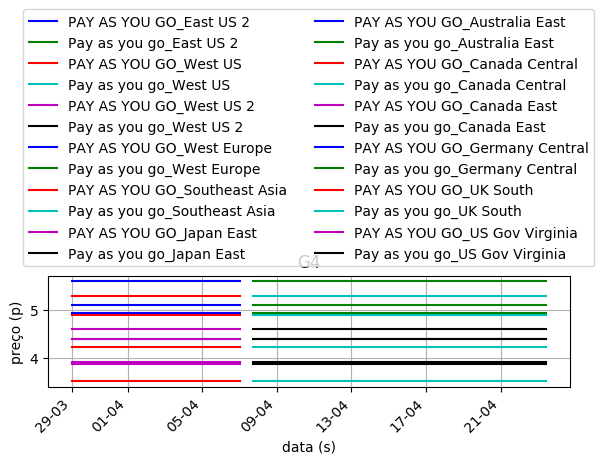 PAY AS YOU GO_East US 2
Pay as you go_East US 2
PAY AS YOU GO_West US
Pay as you go_West US
PAY AS YOU GO_West US 2
Pay as you go_West US 2
PAY AS YOU GO_West Europe
Pay as you go_West Europe
PAY AS YOU GO_Southeast Asia
Pay as you go_Southeast Asia
PAY AS YOU GO_Japan East
Pay as you go_Japan East
PAY AS YOU GO_Australia East
Pay as you go_Australia East
PAY AS YOU GO_Canada Central
Pay as you go_Canada Central
PAY AS YOU GO_Canada East
Pay as you go_Canada East
PAY AS YOU GO_Germany Central
Pay as you go_Germany Central
PAY AS YOU GO_UK South
Pay as you go_UK South
PAY AS YOU GO_US Gov Virginia
Pay as you go_US Gov Virginia
G4
preço (p)
5
4
29-03
01-04
05-04
09-04
13-04
17-04
21-04
data (s)